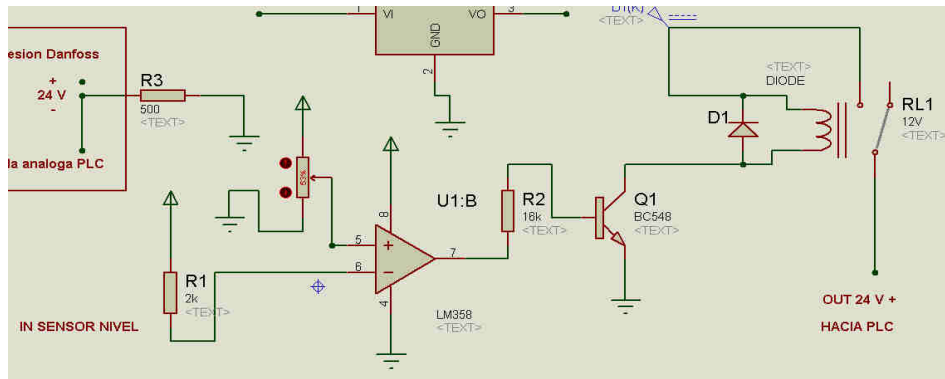 1 VI VO 3
GND
2
D1(K)
<TEXT>
esion Danfoss
+
24 V
-
la analoga PLC
R3
500
<TEXT>
53%
<TEXT>
DIODE
D1
RL1
12V
<TEXT>
U1:B
8
5 +
6 −
7
4
LM358
<TEXT>
R2
16k
<TEXT>
Q1
BC548
<TEXT>
R1
2k
<TEXT>
IN SENSOR NIVEL
OUT 24 V +
HACIA PLC